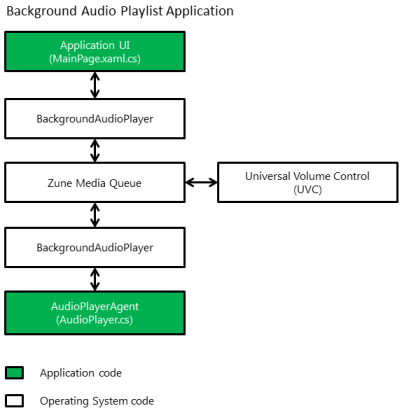 Background Audio Playlist Application
Application UI
(MainPage.xaml.cs)
BackgroundAudioPlayer
Zune Media Queue
Universal Volume Control
(UVC)
BackgroundAudioPlayer
AudioPlayerAgent
(AudioPlayer.cs)
Application code
Operating System code